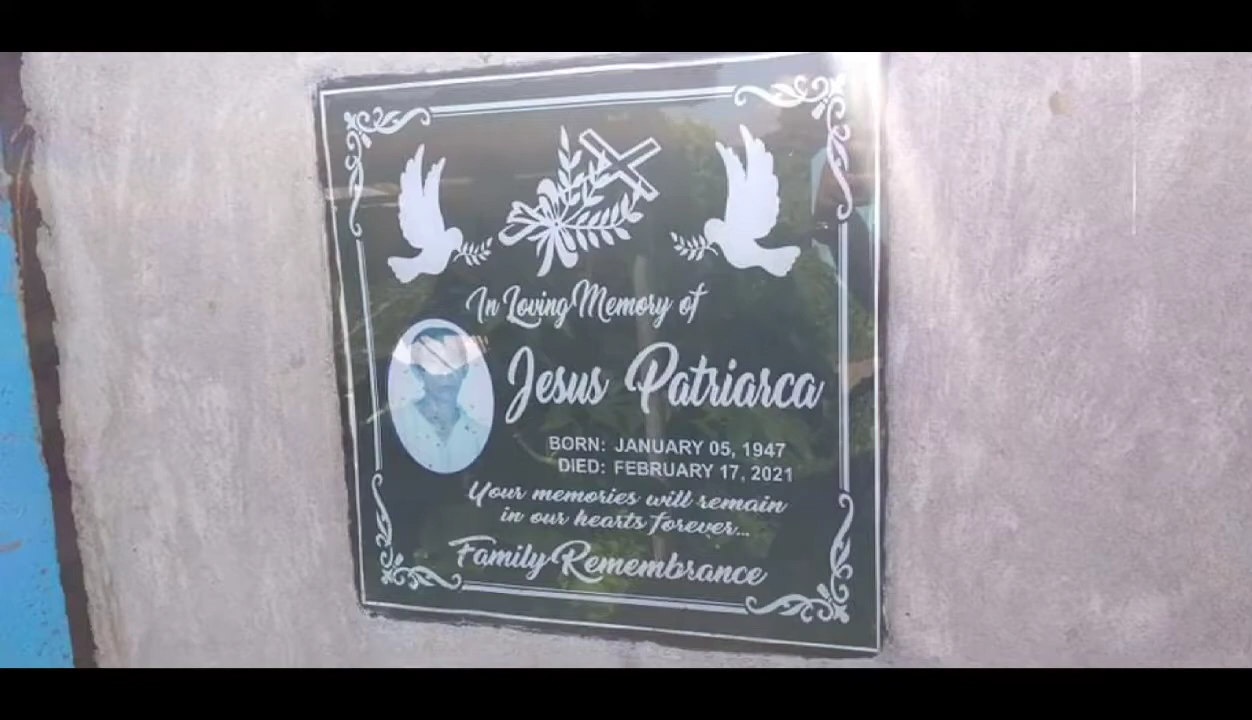 In Loving Memory of
Jesus Patriarca
BORN: JANUARY 05, 1947
DIED: FEBRUARY 17, 2021
Your memories will remain
in our hearts forever...
Family Remembrance